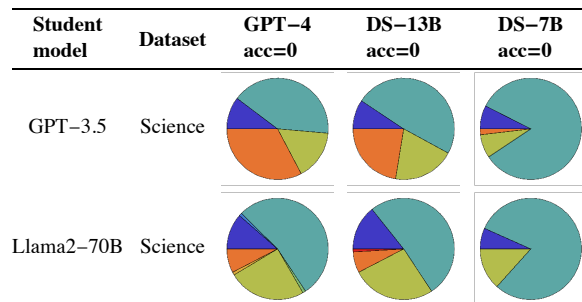 Student model Dataset GPT−4 acc=0 DS−13B acc=0 DS−7B acc=0
GPT−3.5 Science
Llama2−70B Science